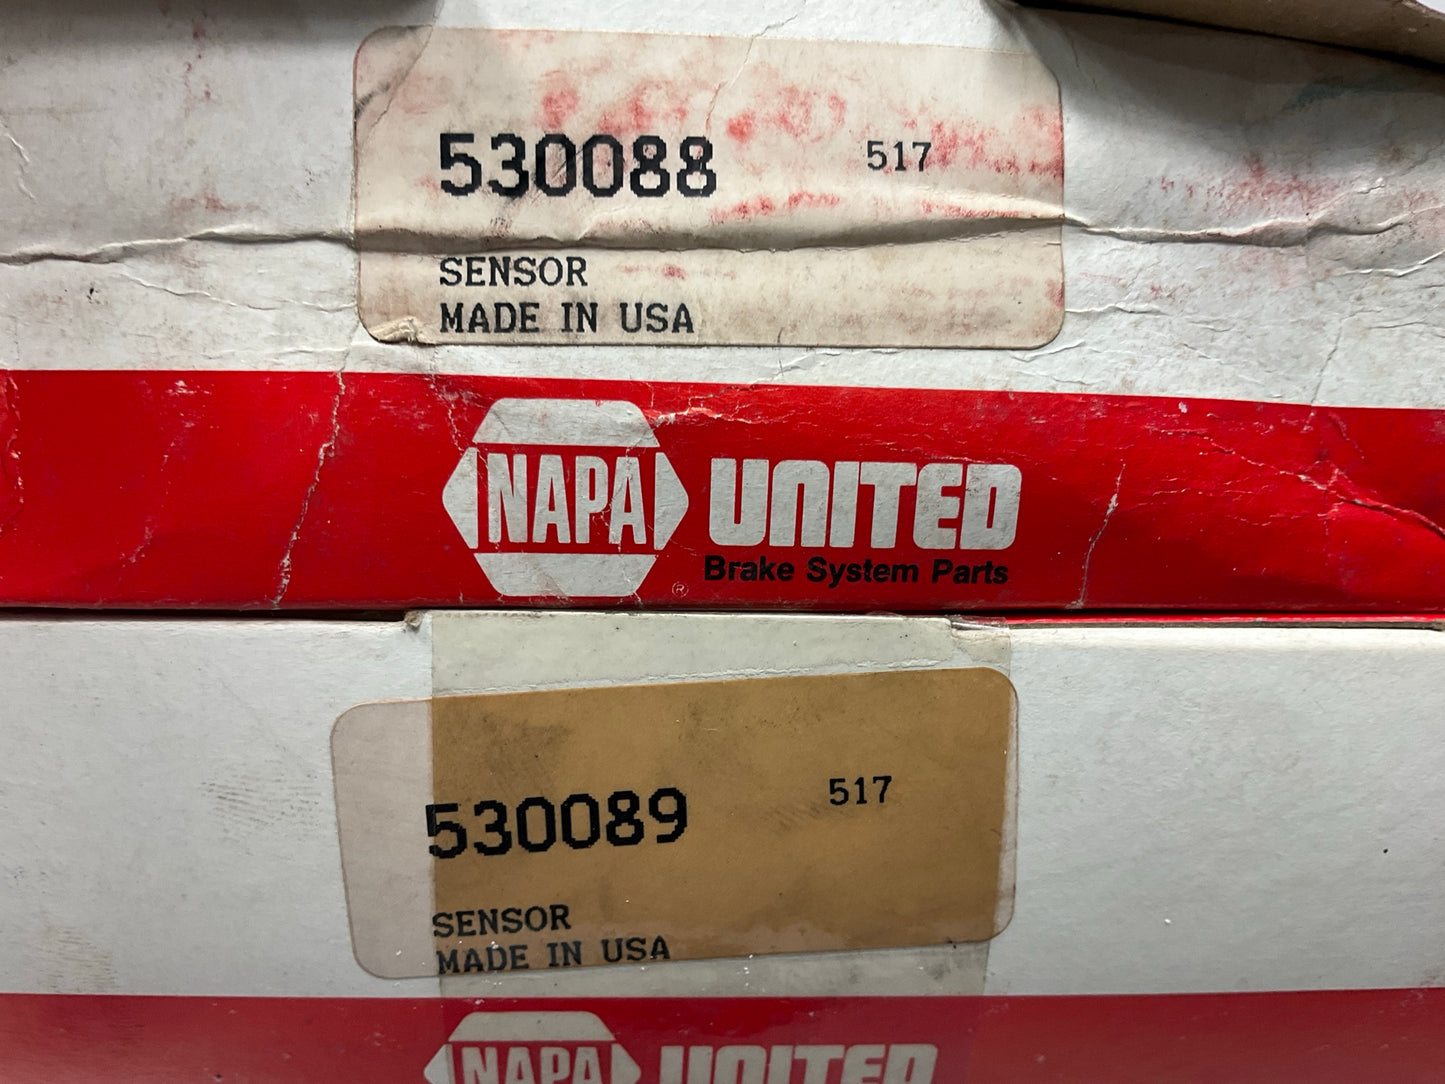 530088 517
SENSOR
MADE IN USA
NAPA UNITED
®
Brake System Parts
530089 517
SENSOR
MADE IN USA
NAPA UNITED